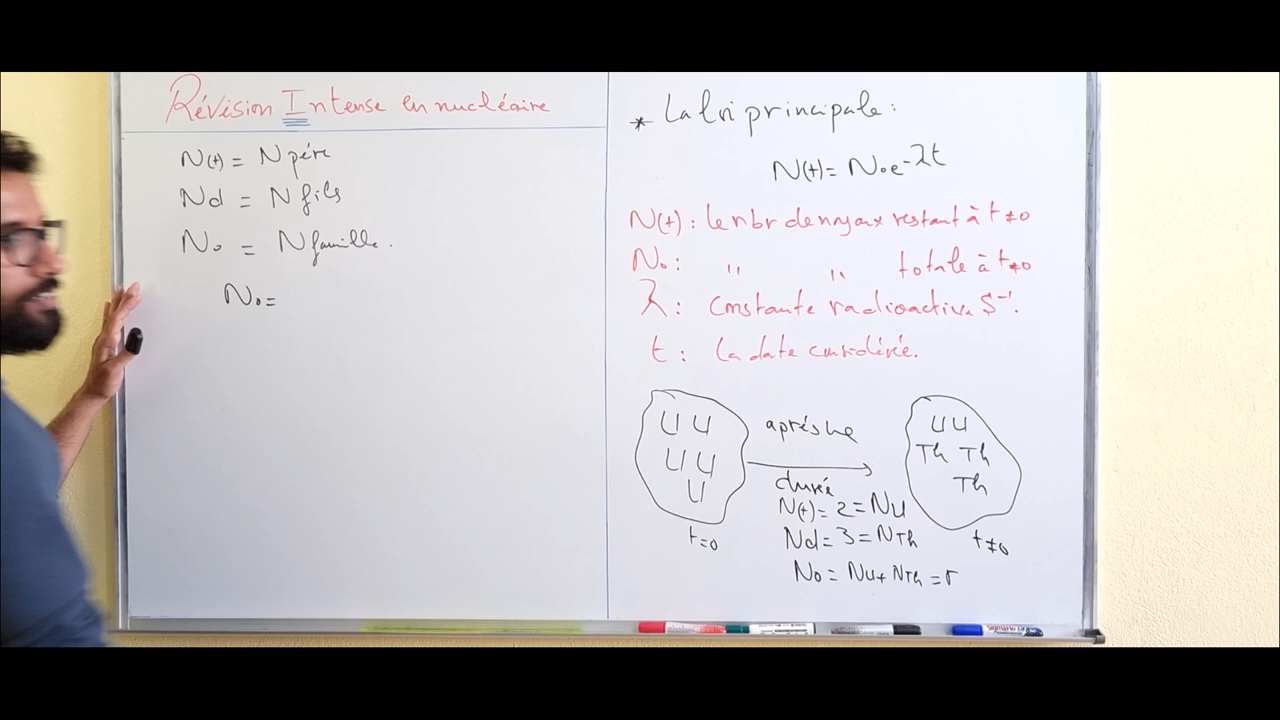 Révision Intense en nucléaire
N(t) = N père
Nd = N fils
N₀ = N famille.
N₀ =
* La loi principale:
N(t) = N₀e^-λt
N(t) : le nbr de noyaux restant à t≠0
N₀ : " " totale à t≠0
λ : constante radioactive S⁻¹.
t : la date considérée.
U U
U U
U
t=0
après une
durée
N(t) = 2 = NU
Nd = 3 = NTh
N₀ = NU + NTh = 5
U U
Th Th
Th
t≠0